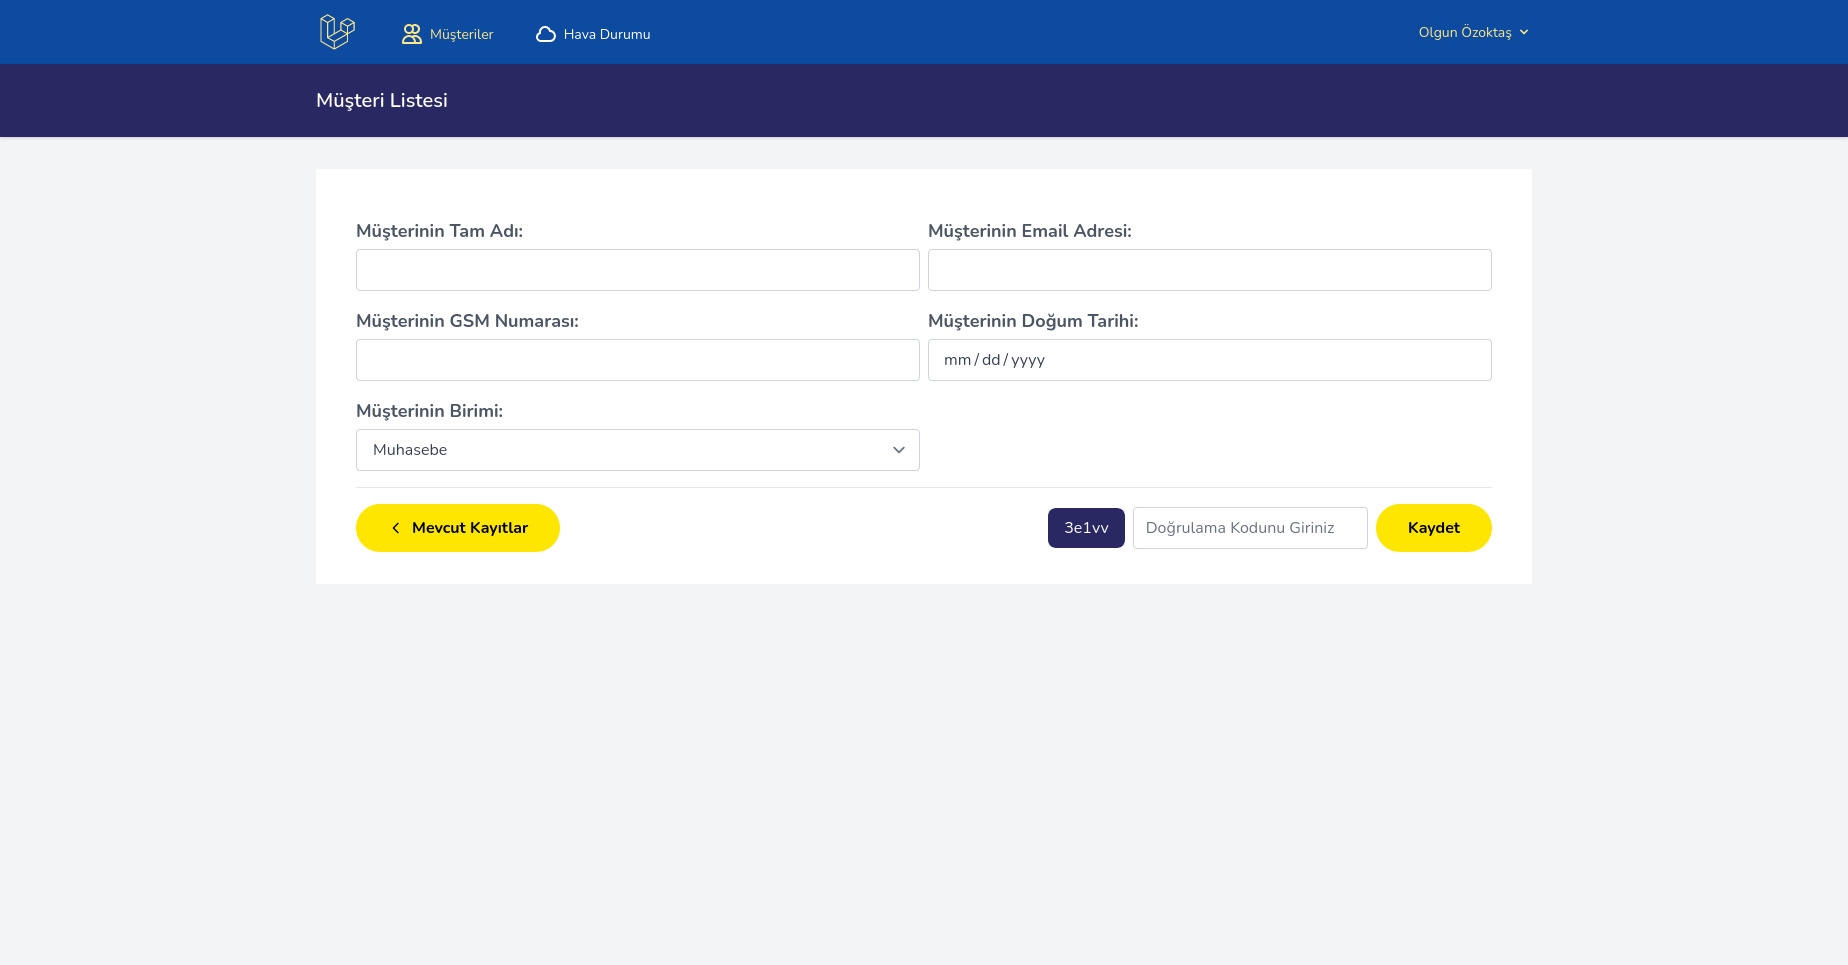 Müşteriler
Hava Durumu
Olgun Özoktaş
Müşteri Listesi
Müşterinin Tam Adı:
Müşterinin Email Adresi:
Müşterinin GSM Numarası:
Müşterinin Doğum Tarihi:
mm/dd/yyyy
Müşterinin Birimi:
Muhasebe
Mevcut Kayıtlar
3e1vv
Doğrulama Kodunu Giriniz
Kaydet